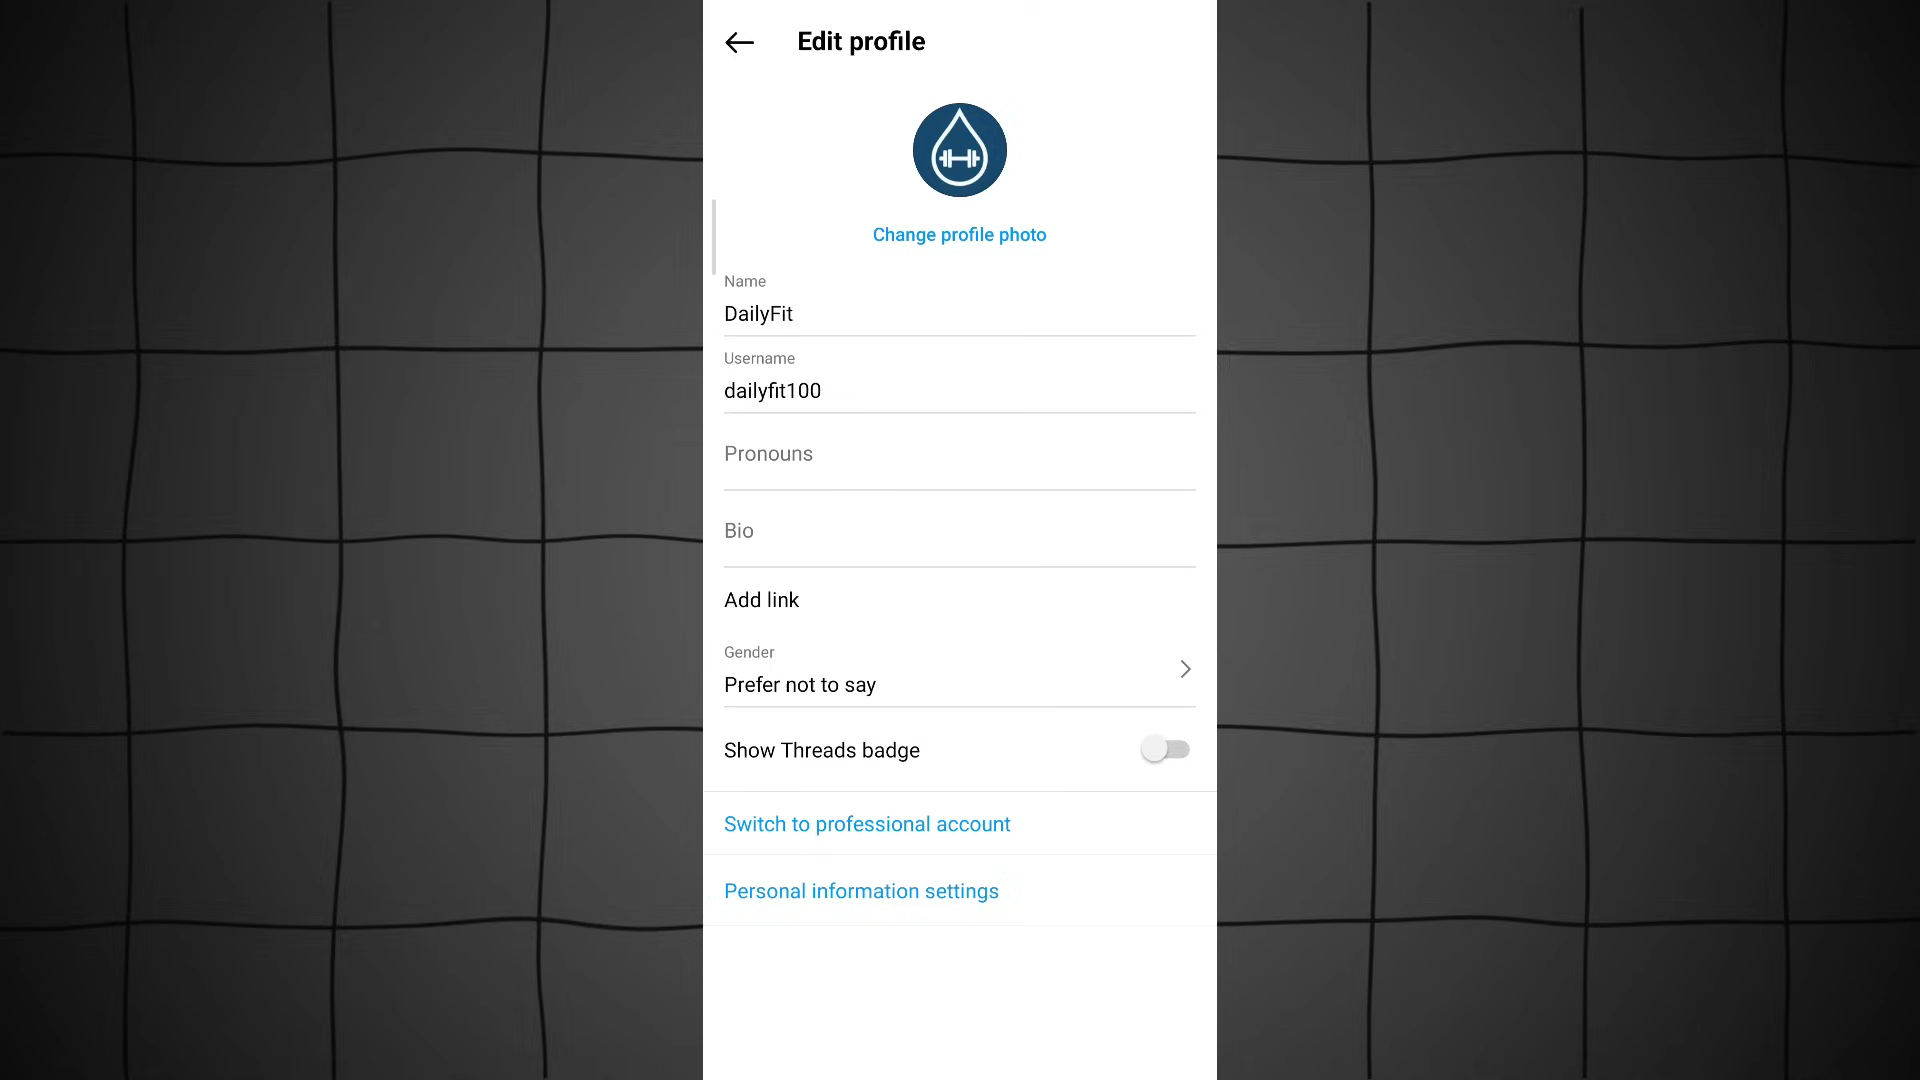 Edit profile
Change profile photo
Name
DailyFit
Username
dailyfit100
Pronouns
Bio
Add link
Gender
Prefer not to say
Show Threads badge
Switch to professional account
Personal information settings